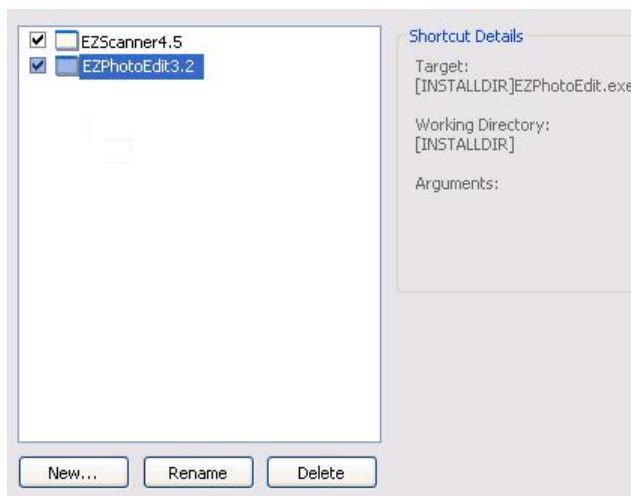 EZScanner4.5
EZPhotoEdit3.2
Shortcut Details
Target:
[INSTALLDIR]EZPhotoEdit.exe
Working Directory:
[INSTALLDIR]
Arguments:
New...
Rename
Delete